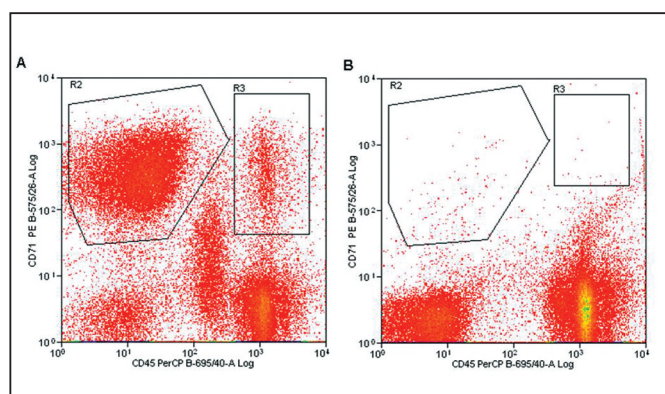 A
B
R2
R3
R2
R3
10⁴
10³
10²
10¹
10⁰
CD71 PE B-575/26-A Log
10⁰ 10¹ 10² 10³ 10⁴
CD45 PerCP B-695/40-A Log
10⁴
10³
10²
10¹
10⁰
CD71 PE B-575/26-A Log
10⁰ 10¹ 10² 10³ 10⁴
CD45 PerCP B-695/40-A Log